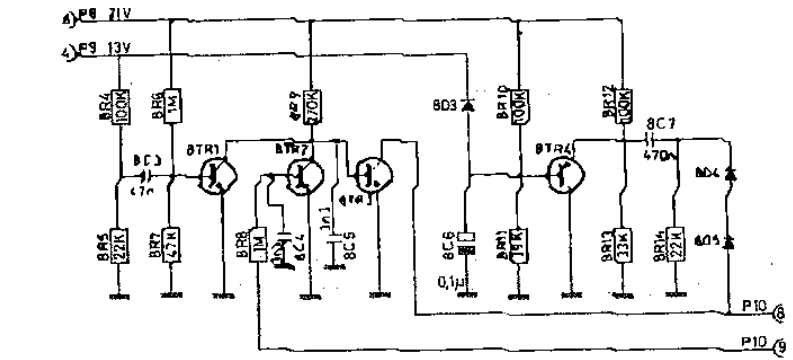 6 P8 21V
4 P9 13V
8R4 100K
8R6 1M
8R9 270K
8D3
8R10 100K
8R12 100K
8C7
470n
8C3
47n
8TR1
8TR2
8TR3
8TR4
8D4
8R5 22K
8R7 47K
8R8 1M
8C4
1n1 8C5
8C6
0,1µ
8R11
8R13 33K
8R14 22K
8D5
P10 8
P10 9